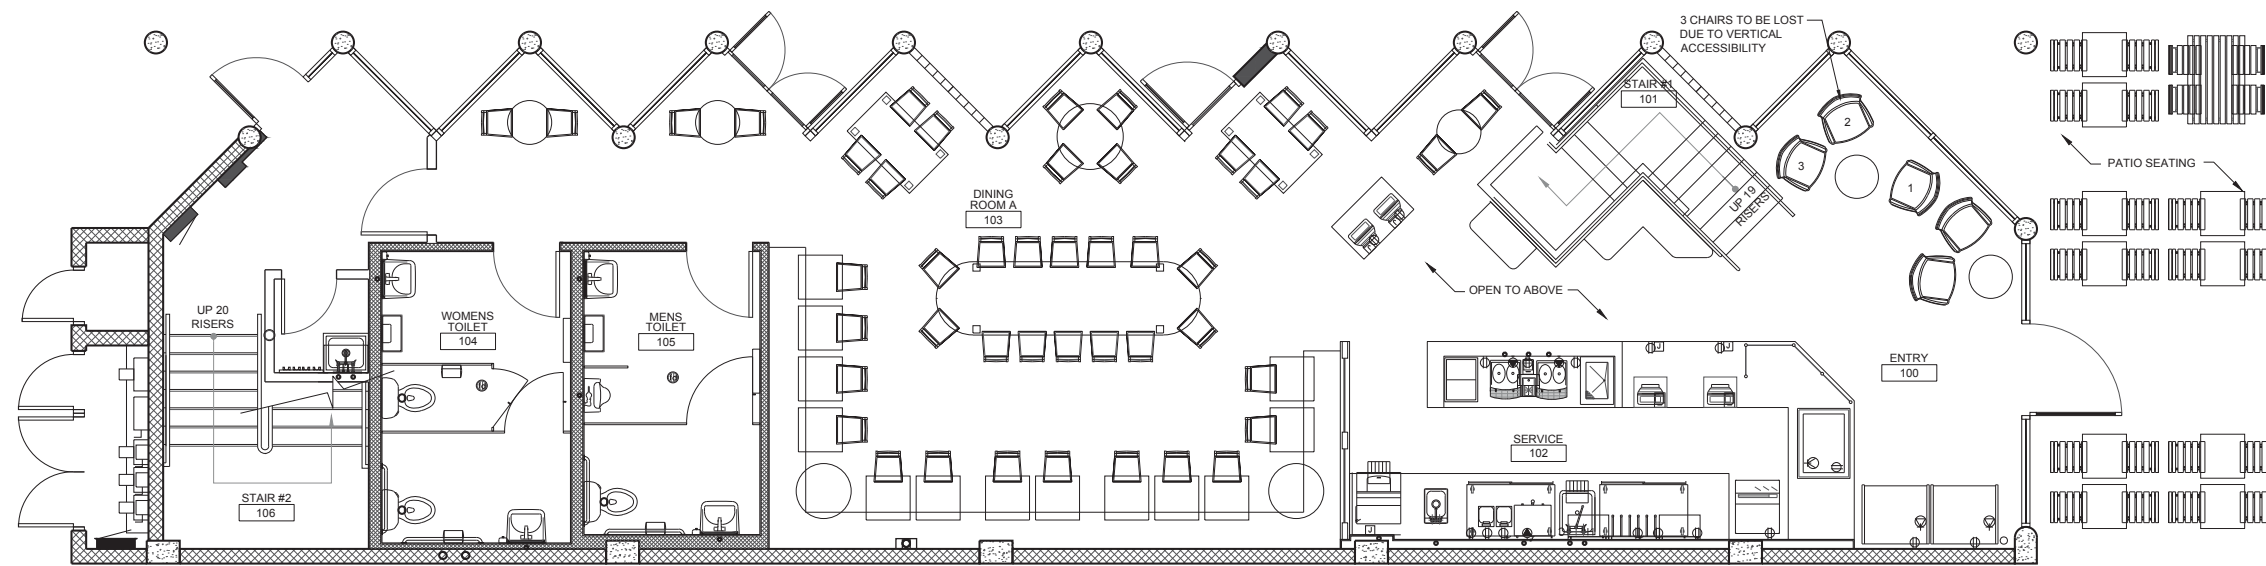 3 CHAIRS TO BE LOST
DUE TO VERTICAL
ACCESSIBILITY
STAIR #1
101
2
3
1
PATIO SEATING
UP 19
RISERS
DINING
ROOM A
103
OPEN TO ABOVE
UP 20
RISERS
WOMENS
TOILET
104
MENS
TOILET
105
ENTRY
100
SERVICE
102
STAIR #2
106
J
J
J
J